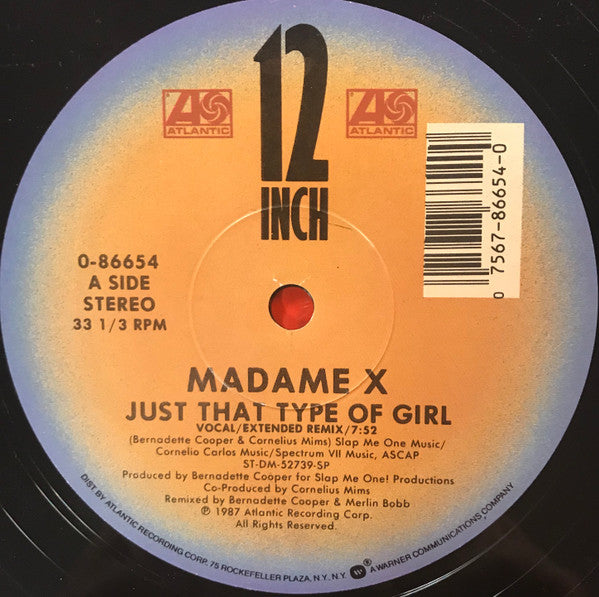 12
INCH
ATLANTIC
ATLANTIC
0 7567-86654-0
0-86654
A SIDE
STEREO
33 1/3 RPM
MADAME X
JUST THAT TYPE OF GIRL
VOCAL/EXTENDED REMIX/7:52
(Bernadette Cooper & Cornelius Mims) Slap Me One Music/
Cornelio Carlos Music/Spectrum VII Music, ASCAP
ST-DM-52739-SP
Produced by Bernadette Cooper for Slap Me One! Productions
Co-Produced by Cornelius Mims
Remixed by Bernadette Cooper & Merlin Bobb
℗ 1987 Atlantic Recording Corp.
All Rights Reserved.
DIST. BY ATLANTIC RECORDING CORP. 75 ROCKEFELLER PLAZA, N.Y. N.Y. ® A WARNER COMMUNICATIONS COMPANY